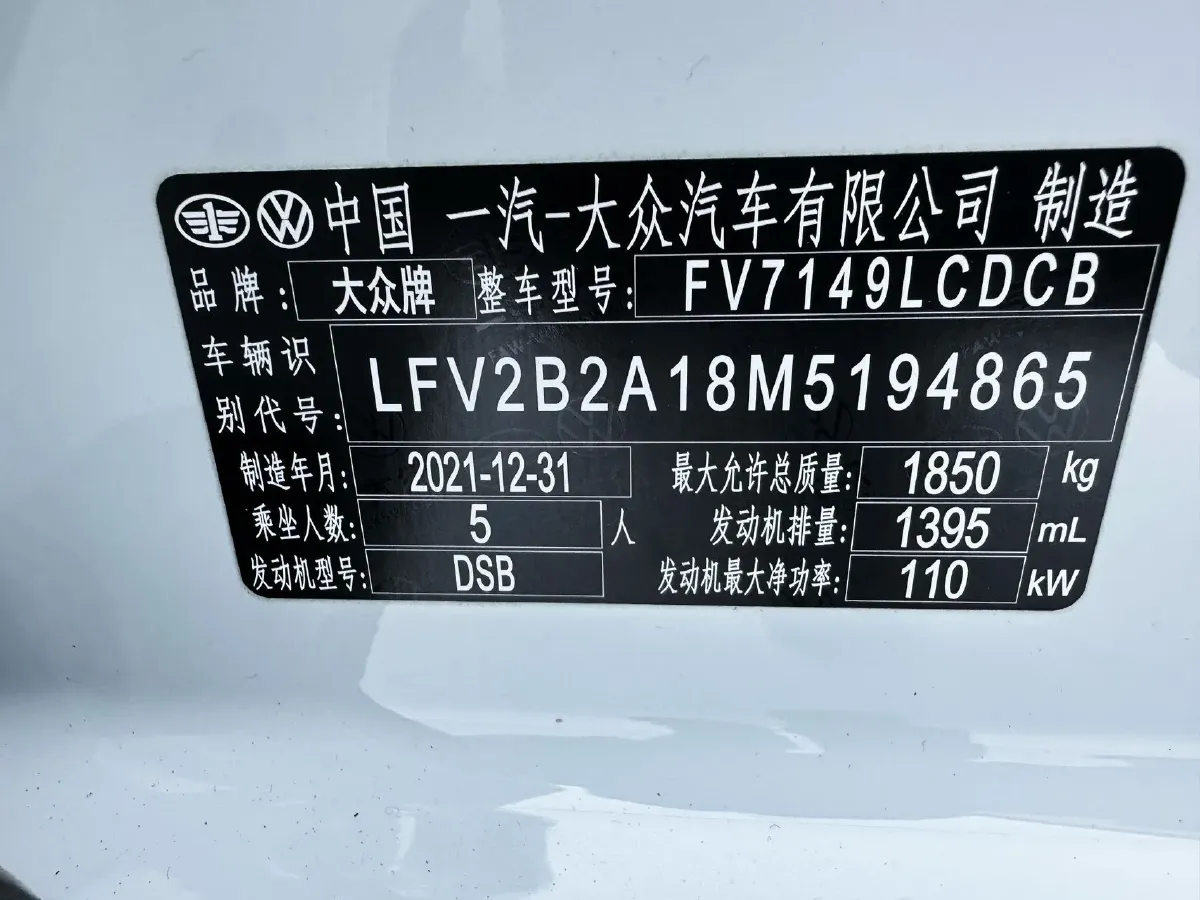 中国 一汽-大众汽车有限公司 制造
品牌: 大众牌 整车型号: FV7149LCDCB
车辆识别代号: LFV2B2A18M5194865
制造年月: 2021-12-31 最大允许总质量: 1850 kg
乘坐人数: 5 人 发动机排量: 1395 mL
发动机型号: DSB 发动机最大净功率: 110 kW